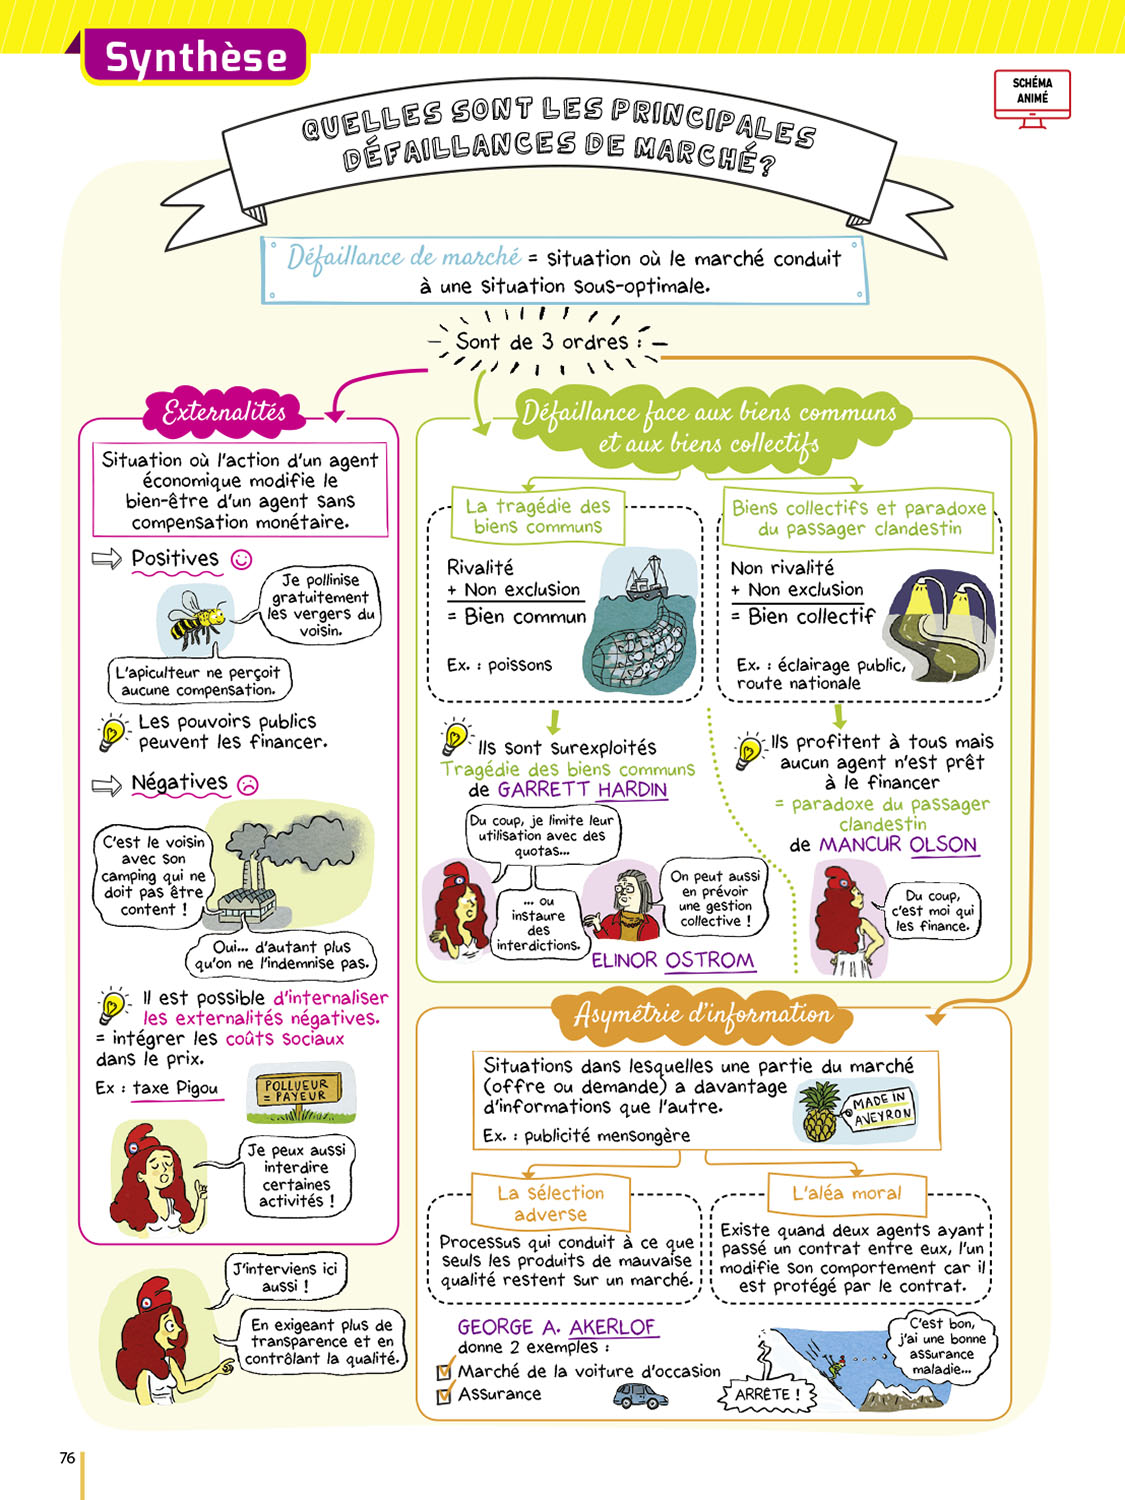 Synthèse
SCHÉMA
ANIMÉ
QUELLES SONT LES PRINCIPALES
DÉFAILLANCES DE MARCHÉ?
Défaillance de marché = situation où le marché conduit
à une situation sous-optimale.
Sont de 3 ordres :
Externalités
Situation où l'action d'un agent
économique modifie le
bien-être d'un agent sans
compensation monétaire.
Positives
Je pollinise
gratuitement
les vergers du
voisin.
L'apiculteur ne perçoit
aucune compensation.
Les pouvoirs publics
peuvent les financer.
Négatives
C'est le voisin
avec son
camping qui ne
doit pas être
content !
Oui... d'autant plus
qu'on ne l'indemnise pas.
Il est possible d'internaliser
les externalités négatives.
= intégrer les coûts sociaux
dans le prix.
Ex : taxe Pigou
POLLUEUR
= PAYEUR
Je peux aussi
interdire
certaines
activités !
Défaillance face aux biens communs
et aux biens collectifs
La tragédie des
biens communs
Rivalité
+ Non exclusion
= Bien commun
Ex. : poissons
Ils sont surexploités
Tragédie des biens communs
de GARRETT HARDIN
Du coup, je limite leur
utilisation avec des
quotas...
... ou
instaure
des
interdictions.
On peut aussi
en prévoir
une gestion
collective !
ELINOR OSTROM
Biens collectifs et paradoxe
du passager clandestin
Non rivalité
+ Non exclusion
= Bien collectif
Ex. : éclairage public,
route nationale
Ils profitent à tous mais
aucun agent n'est prêt
à le financer
= paradoxe du passager
clandestin
de MANCUR OLSON
Du coup,
c'est moi qui
les finance.
Asymétrie d'information
Situations dans lesquelles une partie du marché
(offre ou demande) a davantage
d'informations que l'autre.
Ex. : publicité mensongère
MADE IN
AVEYRON
La sélection
adverse
Processus qui conduit à ce que
seuls les produits de mauvaise
qualité restent sur un marché.
GEORGE A. AKERLOF
donne 2 exemples :
Marché de la voiture d'occasion
Assurance
L'aléa moral
Existe quand deux agents ayant
passé un contrat entre eux, l'un
modifie son comportement car il
est protégé par le contrat.
C'est bon,
j'ai une bonne
assurance
maladie...
ARRÊTE !
J'interviens ici
aussi !
En exigeant plus de
transparence et en
contrôlant la qualité.
76